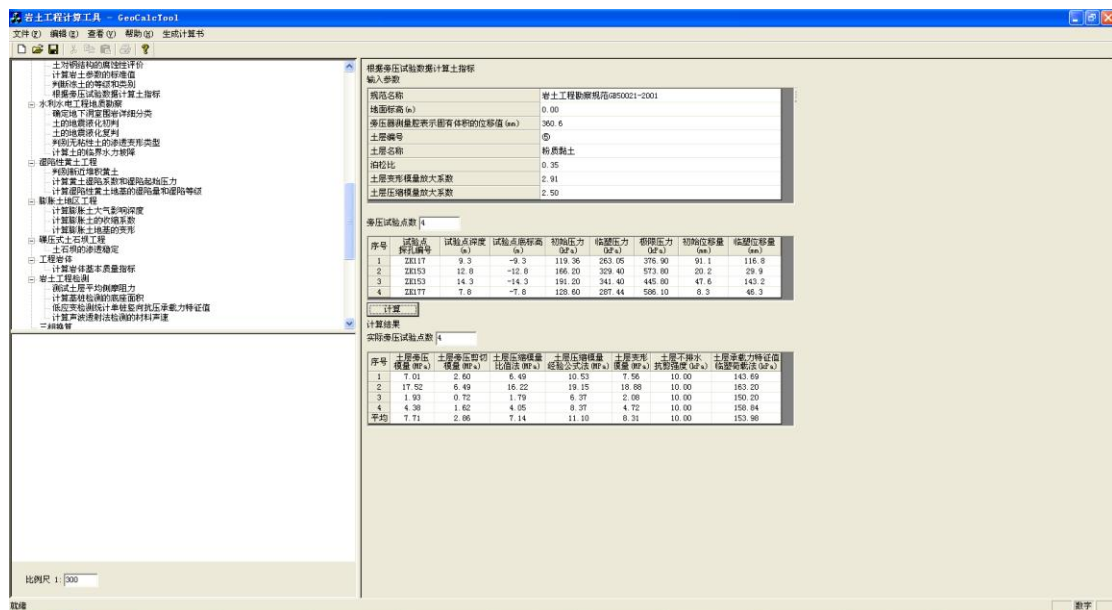 岩土工程计算工具 - GeoCalcTool
文件(F) 编辑(E) 查看(V) 帮助(H) 生成计算书
土对钢结构的腐蚀性评价
计算岩土参数的标准值
判断冻土的等级和类别
根据旁压试验数据计算土指标
水利水电工程地质勘察
确定地下洞室围岩详细分类
土的地震液化初判
土的地震液化复判
判别无粘性土的渗透变形类型
计算土的临界水力坡降
湿陷性黄土工程
判别新近堆积黄土
计算黄土湿陷系数和湿陷起始压力
计算湿陷性黄土地基的湿陷量和湿陷等级
膨胀土地区工程
计算膨胀土大气影响深度
计算膨胀土的收缩系数
计算膨胀土地基的变形
碾压式土石坝工程
土石坝的渗透稳定
工程岩体
计算岩体基本质量指标
岩土工程检测
测试土层平均侧摩阻力
计算基桩检测的底座面积
低应变检测统计单桩竖向抗压承载力特征值
计算声波透射法检测的材料声速
三相换算
比例尺 1: 300
就绪
根据旁压试验数据计算土指标
输入参数
规范名称 岩土工程勘察规范GB50021-2001
地面标高(m) 0.00
旁压器测量腔表示固有体积的位移值(mm) 360.6
土层编号 ⑤
土层名称 粉质黏土
泊松比 0.35
土层变形模量放大系数 2.91
土层压缩模量放大系数 2.50
旁压试验点数 4
序号 试验点探孔编号 试验点深度(m) 试验点底标高(m) 初始压力(kPa) 临塑压力(kPa) 极限压力(kPa) 初始位移量(mm) 临塑位移量(mm)
1 ZK117 9.3 -9.3 119.36 263.05 376.90 91.1 116.8
2 ZK153 12.8 -12.8 166.20 329.40 573.80 20.2 29.9
3 ZK153 14.3 -14.3 191.20 341.40 445.80 47.6 143.2
4 ZK177 7.8 -7.8 128.60 287.44 586.10 8.3 46.3
计算
计算结果
实际旁压试验点数 4
序号 土层旁压模量(MPa) 土层旁压剪切模量(MPa) 土层压缩模量比值法(MPa) 土层压缩模量经验公式法(MPa) 土层变形模量(MPa) 土层不排水抗剪强度(kPa) 土层承载力特征值临塑荷载法(kPa)
1 7.01 2.60 6.49 10.53 7.56 10.00 143.69
2 17.52 6.49 16.22 19.15 18.88 10.00 163.20
3 1.93 0.72 1.79 6.37 2.08 10.00 150.20
4 4.38 1.62 4.05 8.37 4.72 10.00 158.84
平均 7.71 2.86 7.14 11.10 8.31 10.00 153.98
数字